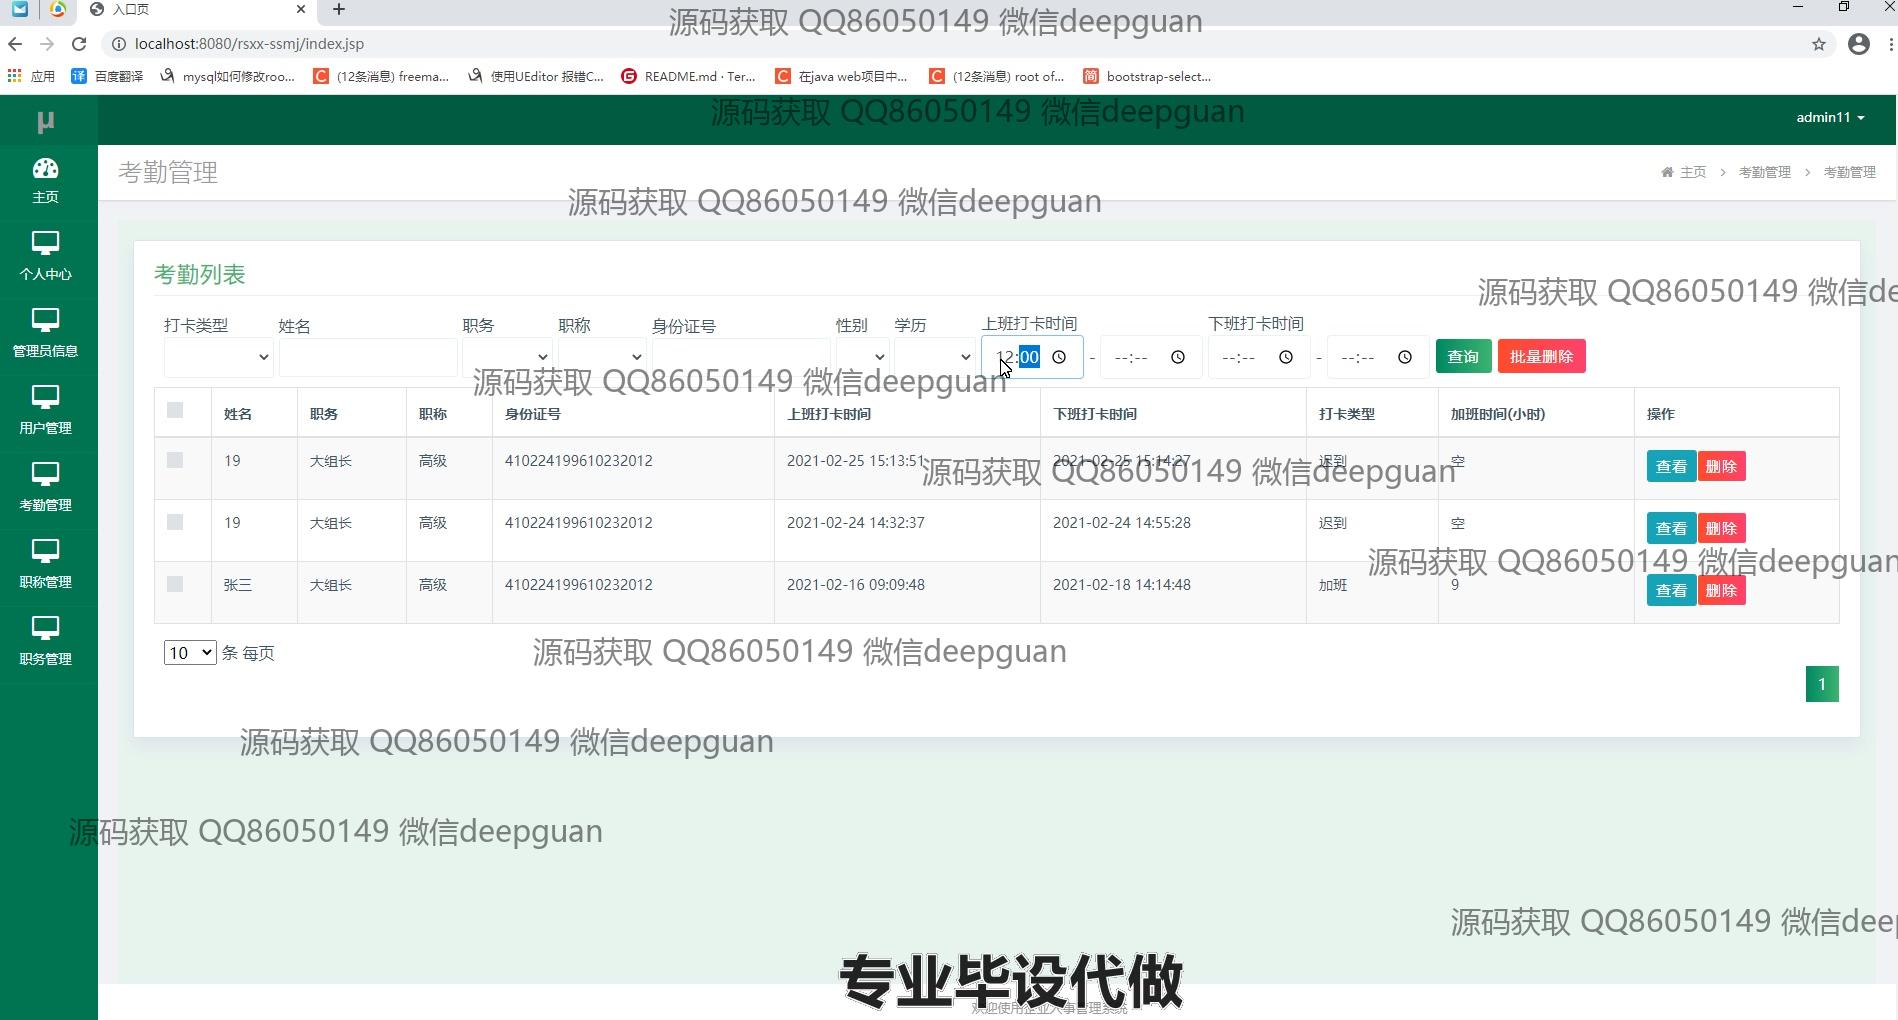 入口页
源码获取 QQ86050149 微信deepguan
localhost:8080/rsxx-ssmj/index.jsp
应用 百度翻译 mysql如何修改roo... (12条消息) freema... 使用UEditor 报错C... README.md · Ter... 在java web项目中... (12条消息) root of... bootstrap-select...
源码获取 QQ86050149 微信deepguan
μ admin11
主页
个人中心
管理员信息
用户管理
考勤管理
职称管理
职务管理
考勤管理 主页 > 考勤管理 > 考勤管理
源码获取 QQ86050149 微信deepguan
考勤列表
源码获取 QQ86050149 微信de
打卡类型 姓名 职务 职称 身份证号 性别 学历 上班打卡时间 下班打卡时间
12:00 - --:-- --:-- - --:-- 查询 批量删除
源码获取 QQ86050149 微信deepguan
姓名 职务 职称 身份证号 上班打卡时间 下班打卡时间 打卡类型 加班时间(小时) 操作
19 大组长 高级 410224199610232012 2021-02-25 15:13:51 2021-02-25 15:14:27 迟到 空 查看 删除
源码获取 QQ86050149 微信deepguan
19 大组长 高级 410224199610232012 2021-02-24 14:32:37 2021-02-24 14:55:28 迟到 空 查看 删除
源码获取 QQ86050149 微信deepguan
张三 大组长 高级 410224199610232012 2021-02-16 09:09:48 2021-02-18 14:14:48 加班 9 查看 删除
10 条 每页
源码获取 QQ86050149 微信deepguan
1
源码获取 QQ86050149 微信deepguan
源码获取 QQ86050149 微信deepguan
源码获取 QQ86050149 微信dee
专业毕设代做
欢迎使用企业人事管理系统